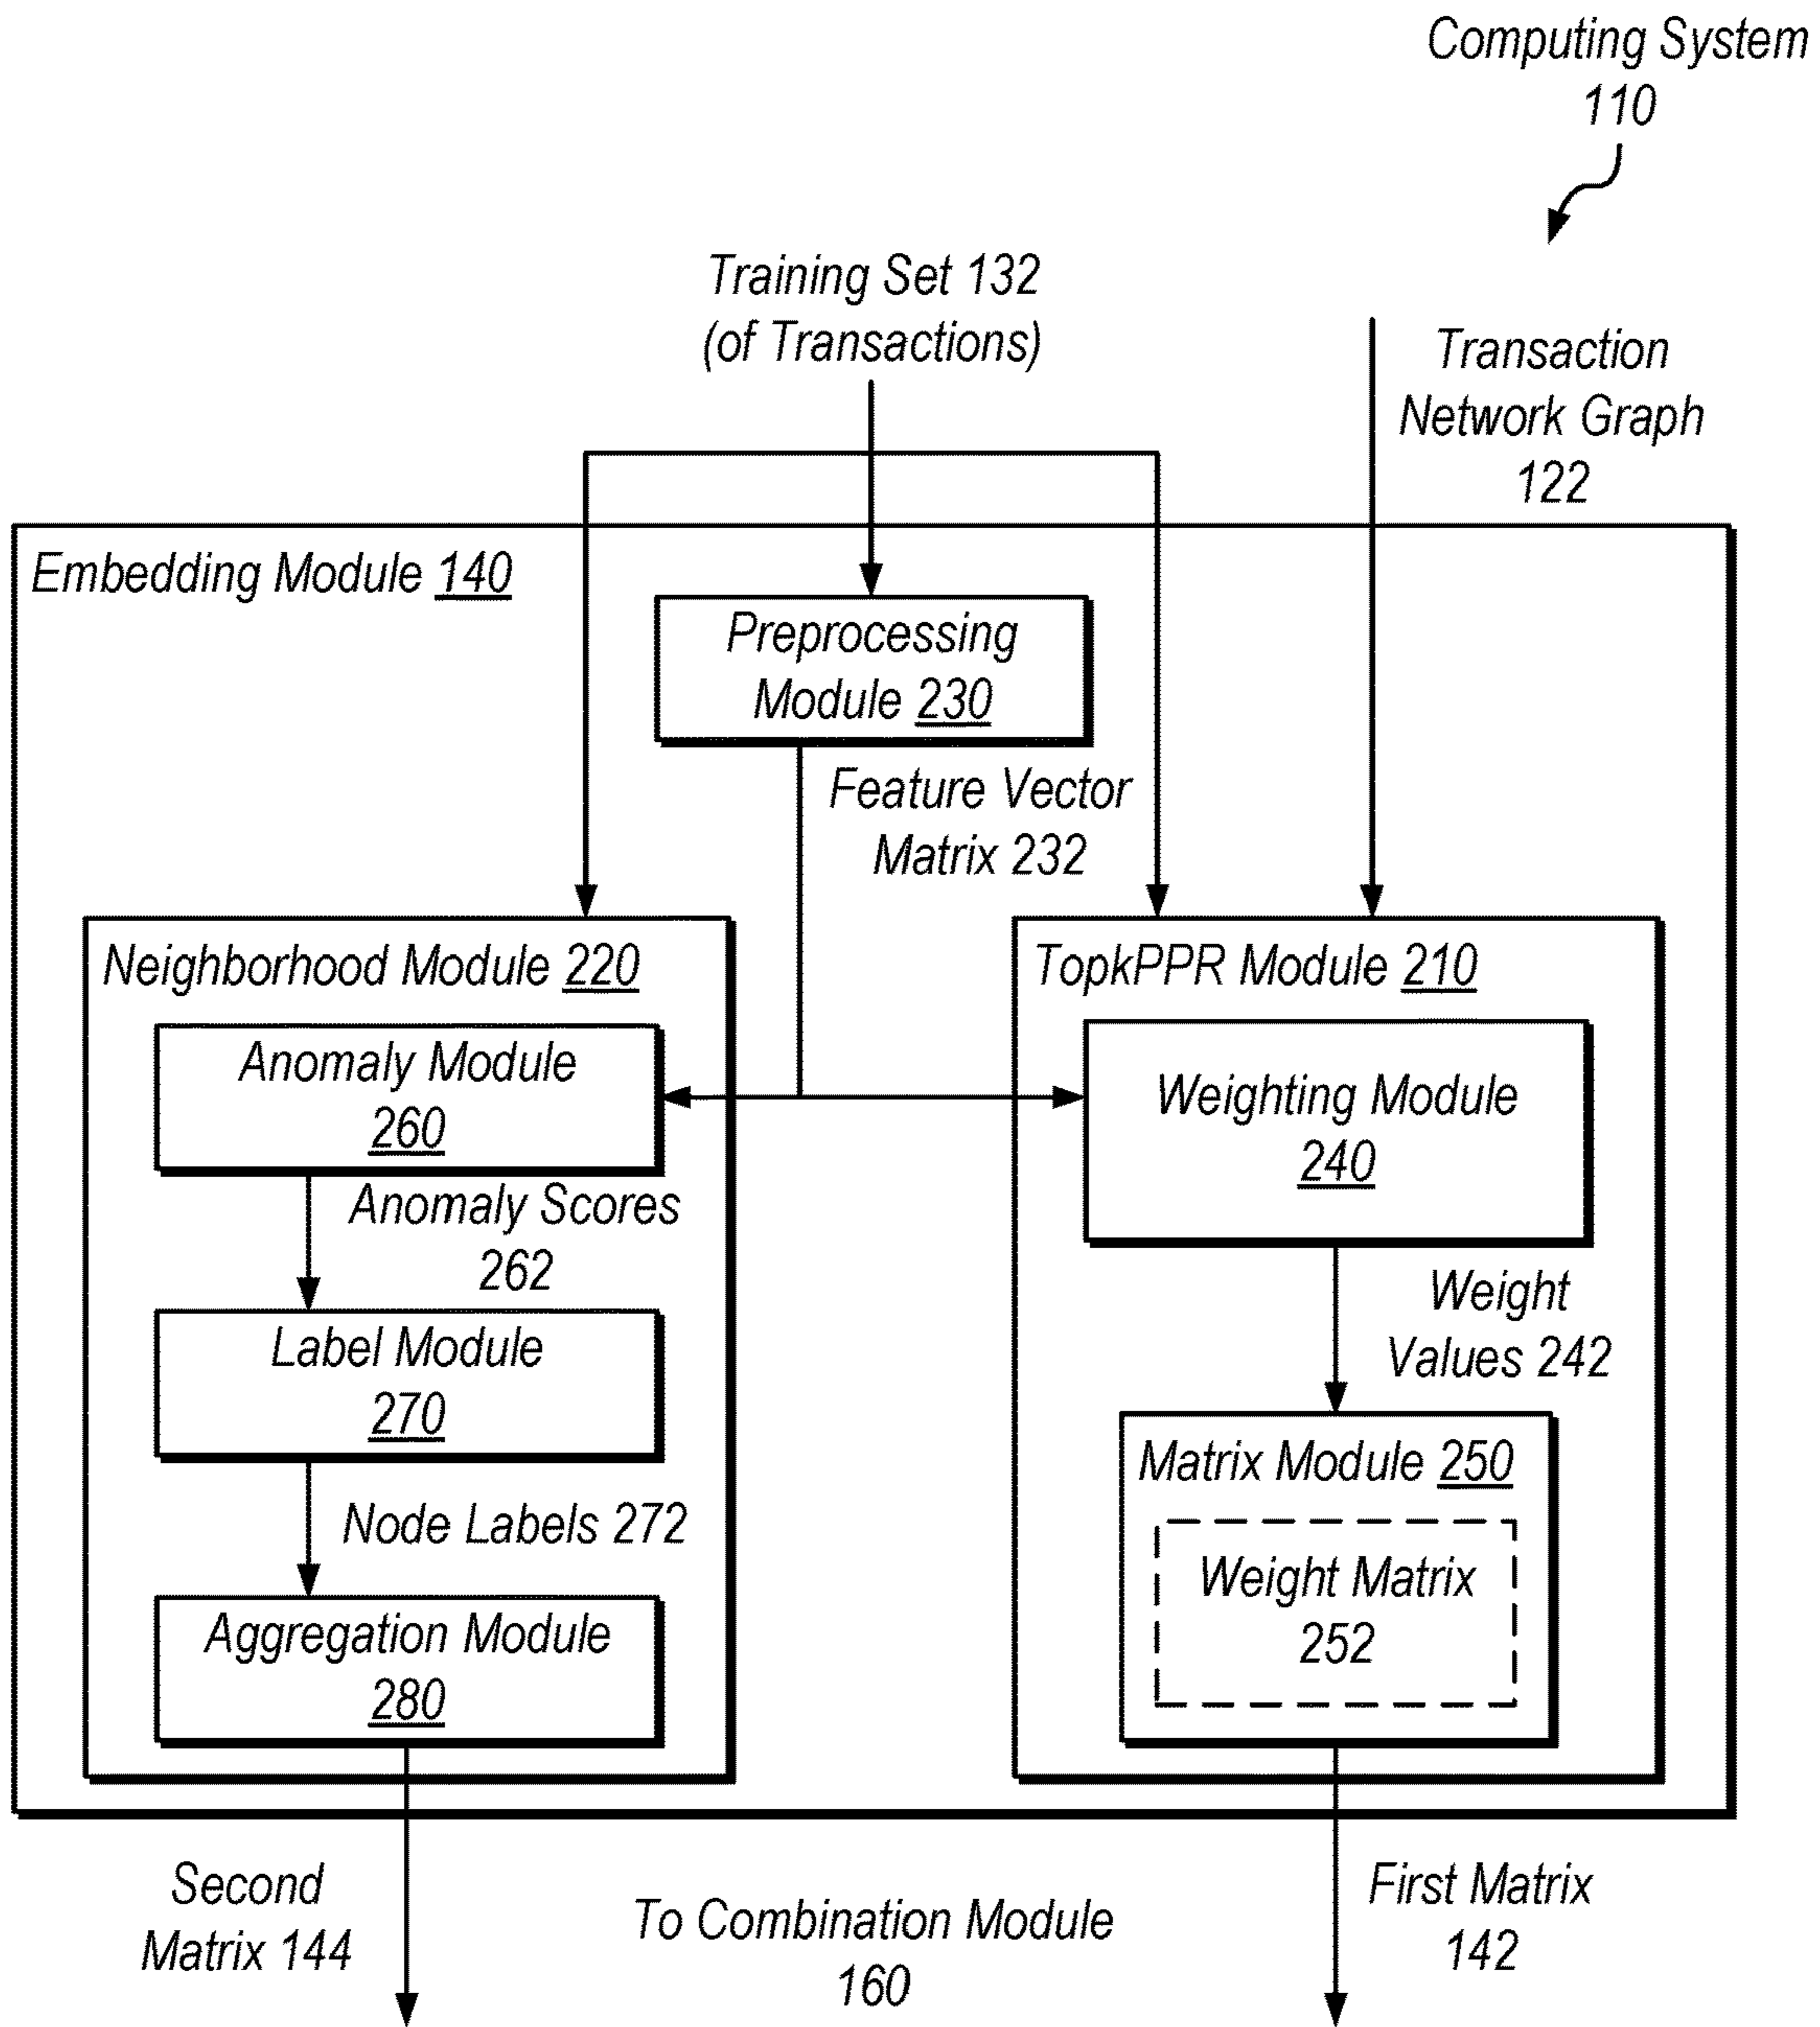 Computing System
110
Training Set 132
(of Transactions)
Transaction
Network Graph
122
Embedding Module 140
Preprocessing
Module 230
Feature Vector
Matrix 232
Neighborhood Module 220
Anomaly Module
260
Anomaly Scores
262
Label Module
270
Node Labels 272
Aggregation Module
280
TopkPPR Module 210
Weighting Module
240
Weight
Values 242
Matrix Module 250
Weight Matrix
252
Second
Matrix 144
To Combination Module
160
First Matrix
142